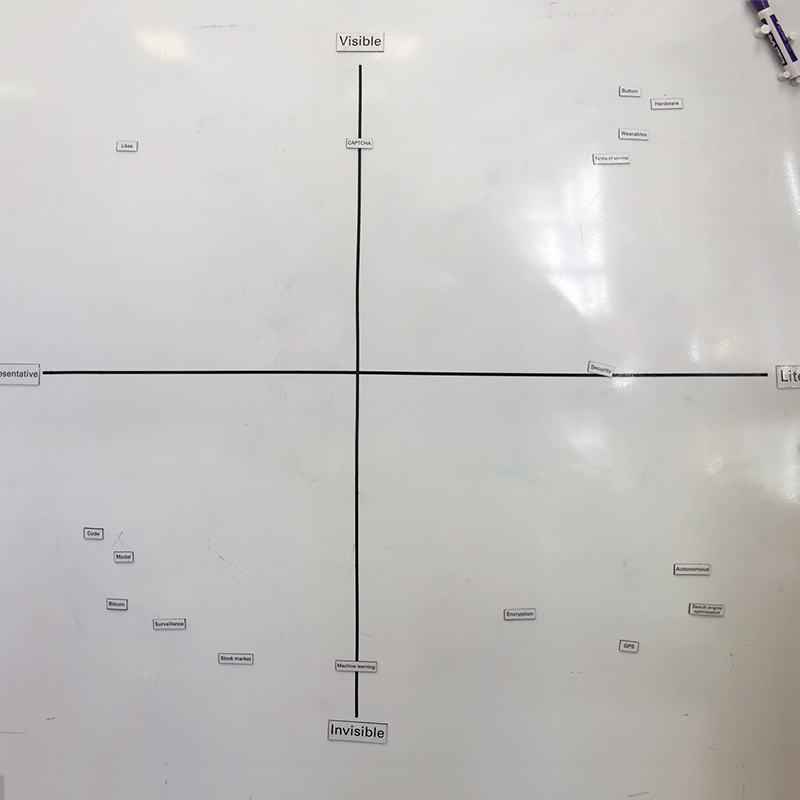 Visible
Button
Hardware
Wearables
Likes
CAPTCHA
Terms of service
esentative
Security
Lite
Code
Model
Autonomous
Bitcoin
Search engine
optimization
Encryption
Surveillance
GPS
Stock market
Machine learning
Invisible